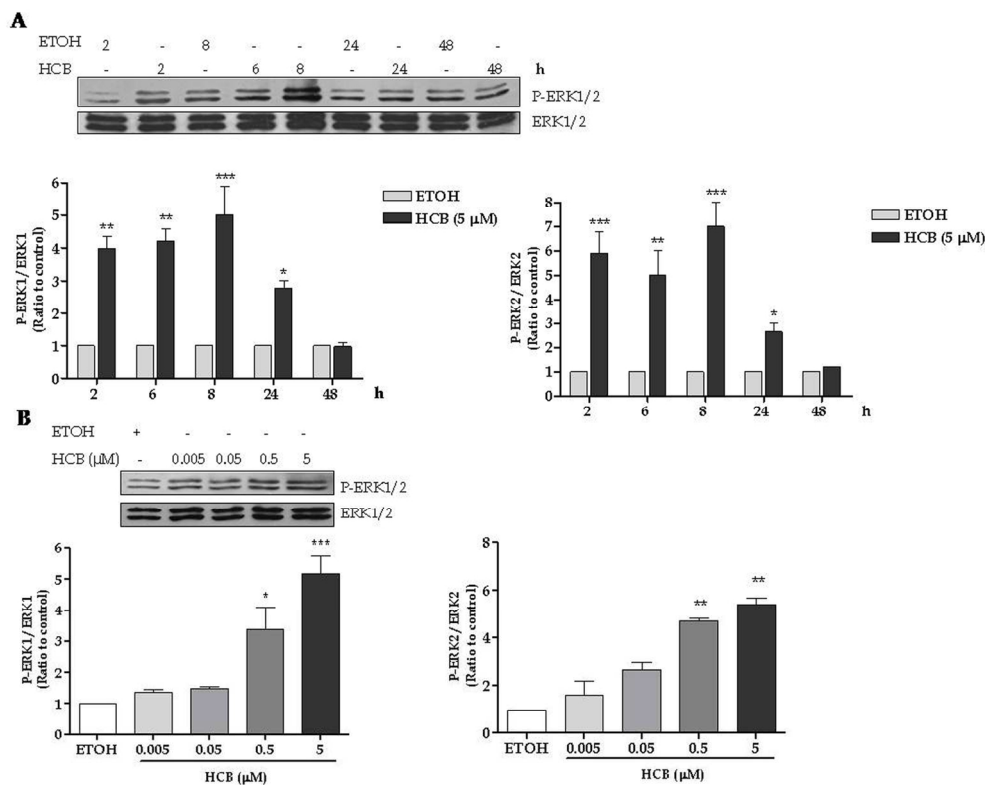 A
ETOH 2 - 8 - - 24 - 48 -
HCB - 2 - 6 8 - 24 - 48 h
P-ERK1/2
ERK1/2
P-ERK1/ERK1
(Ratio to control)
6
5
4
3
2
1
0
** ** *** *
ETOH
HCB (5 μM)
2 6 8 24 48 h
P-ERK2/ERK2
(Ratio to control)
8
7
6
5
4
3
2
1
0
*** ** *** *
ETOH
HCB (5 μM)
2 6 8 24 48 h
B
ETOH + - - - -
HCB (μM) - 0.005 0.05 0.5 5
P-ERK1/2
ERK1/2
P-ERK1/ERK1
(Ratio to control)
6
5
4
3
2
1
0
* ***
ETOH 0.005 0.05 0.5 5
HCB (μM)
P-ERK2/ERK2
(Ratio to control)
8
6
4
2
0
** **
ETOH 0.005 0.05 0.5 5
HCB (μM)